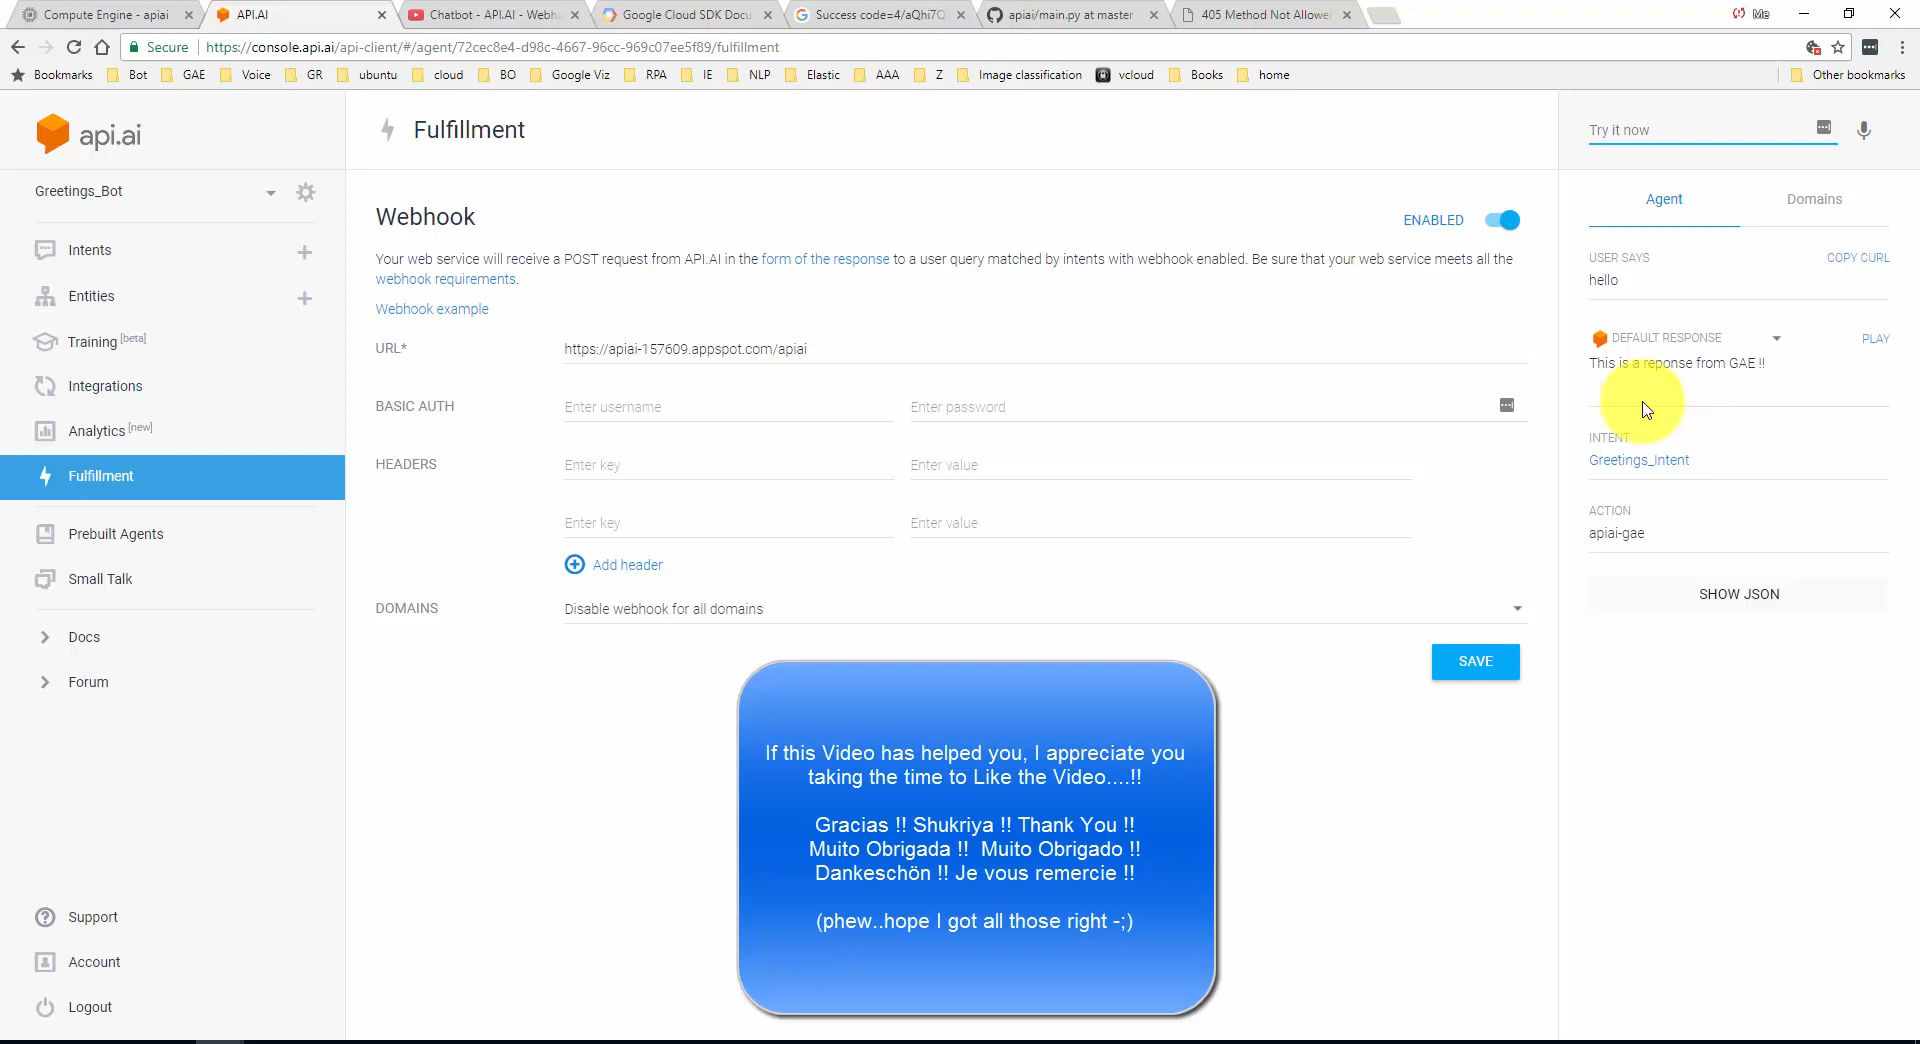 Compute Engine - apiai
API.AI
Chatbot - API.AI - Webh
Google Cloud SDK Docu
Success code=4/aQhi7Q
apiai/main.py at master
405 Method Not Allowe
Me
Secure
https://console.api.ai/api-client/#/agent/72cec8e4-d98c-4667-96cc-969c07ee5f89/fulfillment
Bookmarks
Bot
GAE
Voice
GR
ubuntu
cloud
BO
Google Viz
RPA
IE
NLP
Elastic
AAA
Z
Image classification
vcloud
Books
home
Other bookmarks
api.ai
Greetings_Bot
Intents
Entities
Training [beta]
Integrations
Analytics [new]
Fulfillment
Prebuilt Agents
Small Talk
Docs
Forum
Support
Account
Logout
Fulfillment
Webhook
ENABLED
Your web service will receive a POST request from API.AI in the form of the response to a user query matched by intents with webhook enabled. Be sure that your web service meets all the
webhook requirements.
Webhook example
URL*
https://apiai-157609.appspot.com/apiai
BASIC AUTH
Enter username
Enter password
HEADERS
Enter key
Enter value
Enter key
Enter value
Add header
DOMAINS
Disable webhook for all domains
SAVE
If this Video has helped you, I appreciate you
taking the time to Like the Video....!!
Gracias !! Shukriya !! Thank You !!
Muito Obrigada !!  Muito Obrigado !!
Dankeschön !! Je vous remercie !!
(phew..hope I got all those right -;)
Try it now
Agent
Domains
USER SAYS
COPY CURL
hello
DEFAULT RESPONSE
PLAY
This is a reponse from GAE !!
INTENT
Greetings_Intent
ACTION
apiai-gae
SHOW JSON